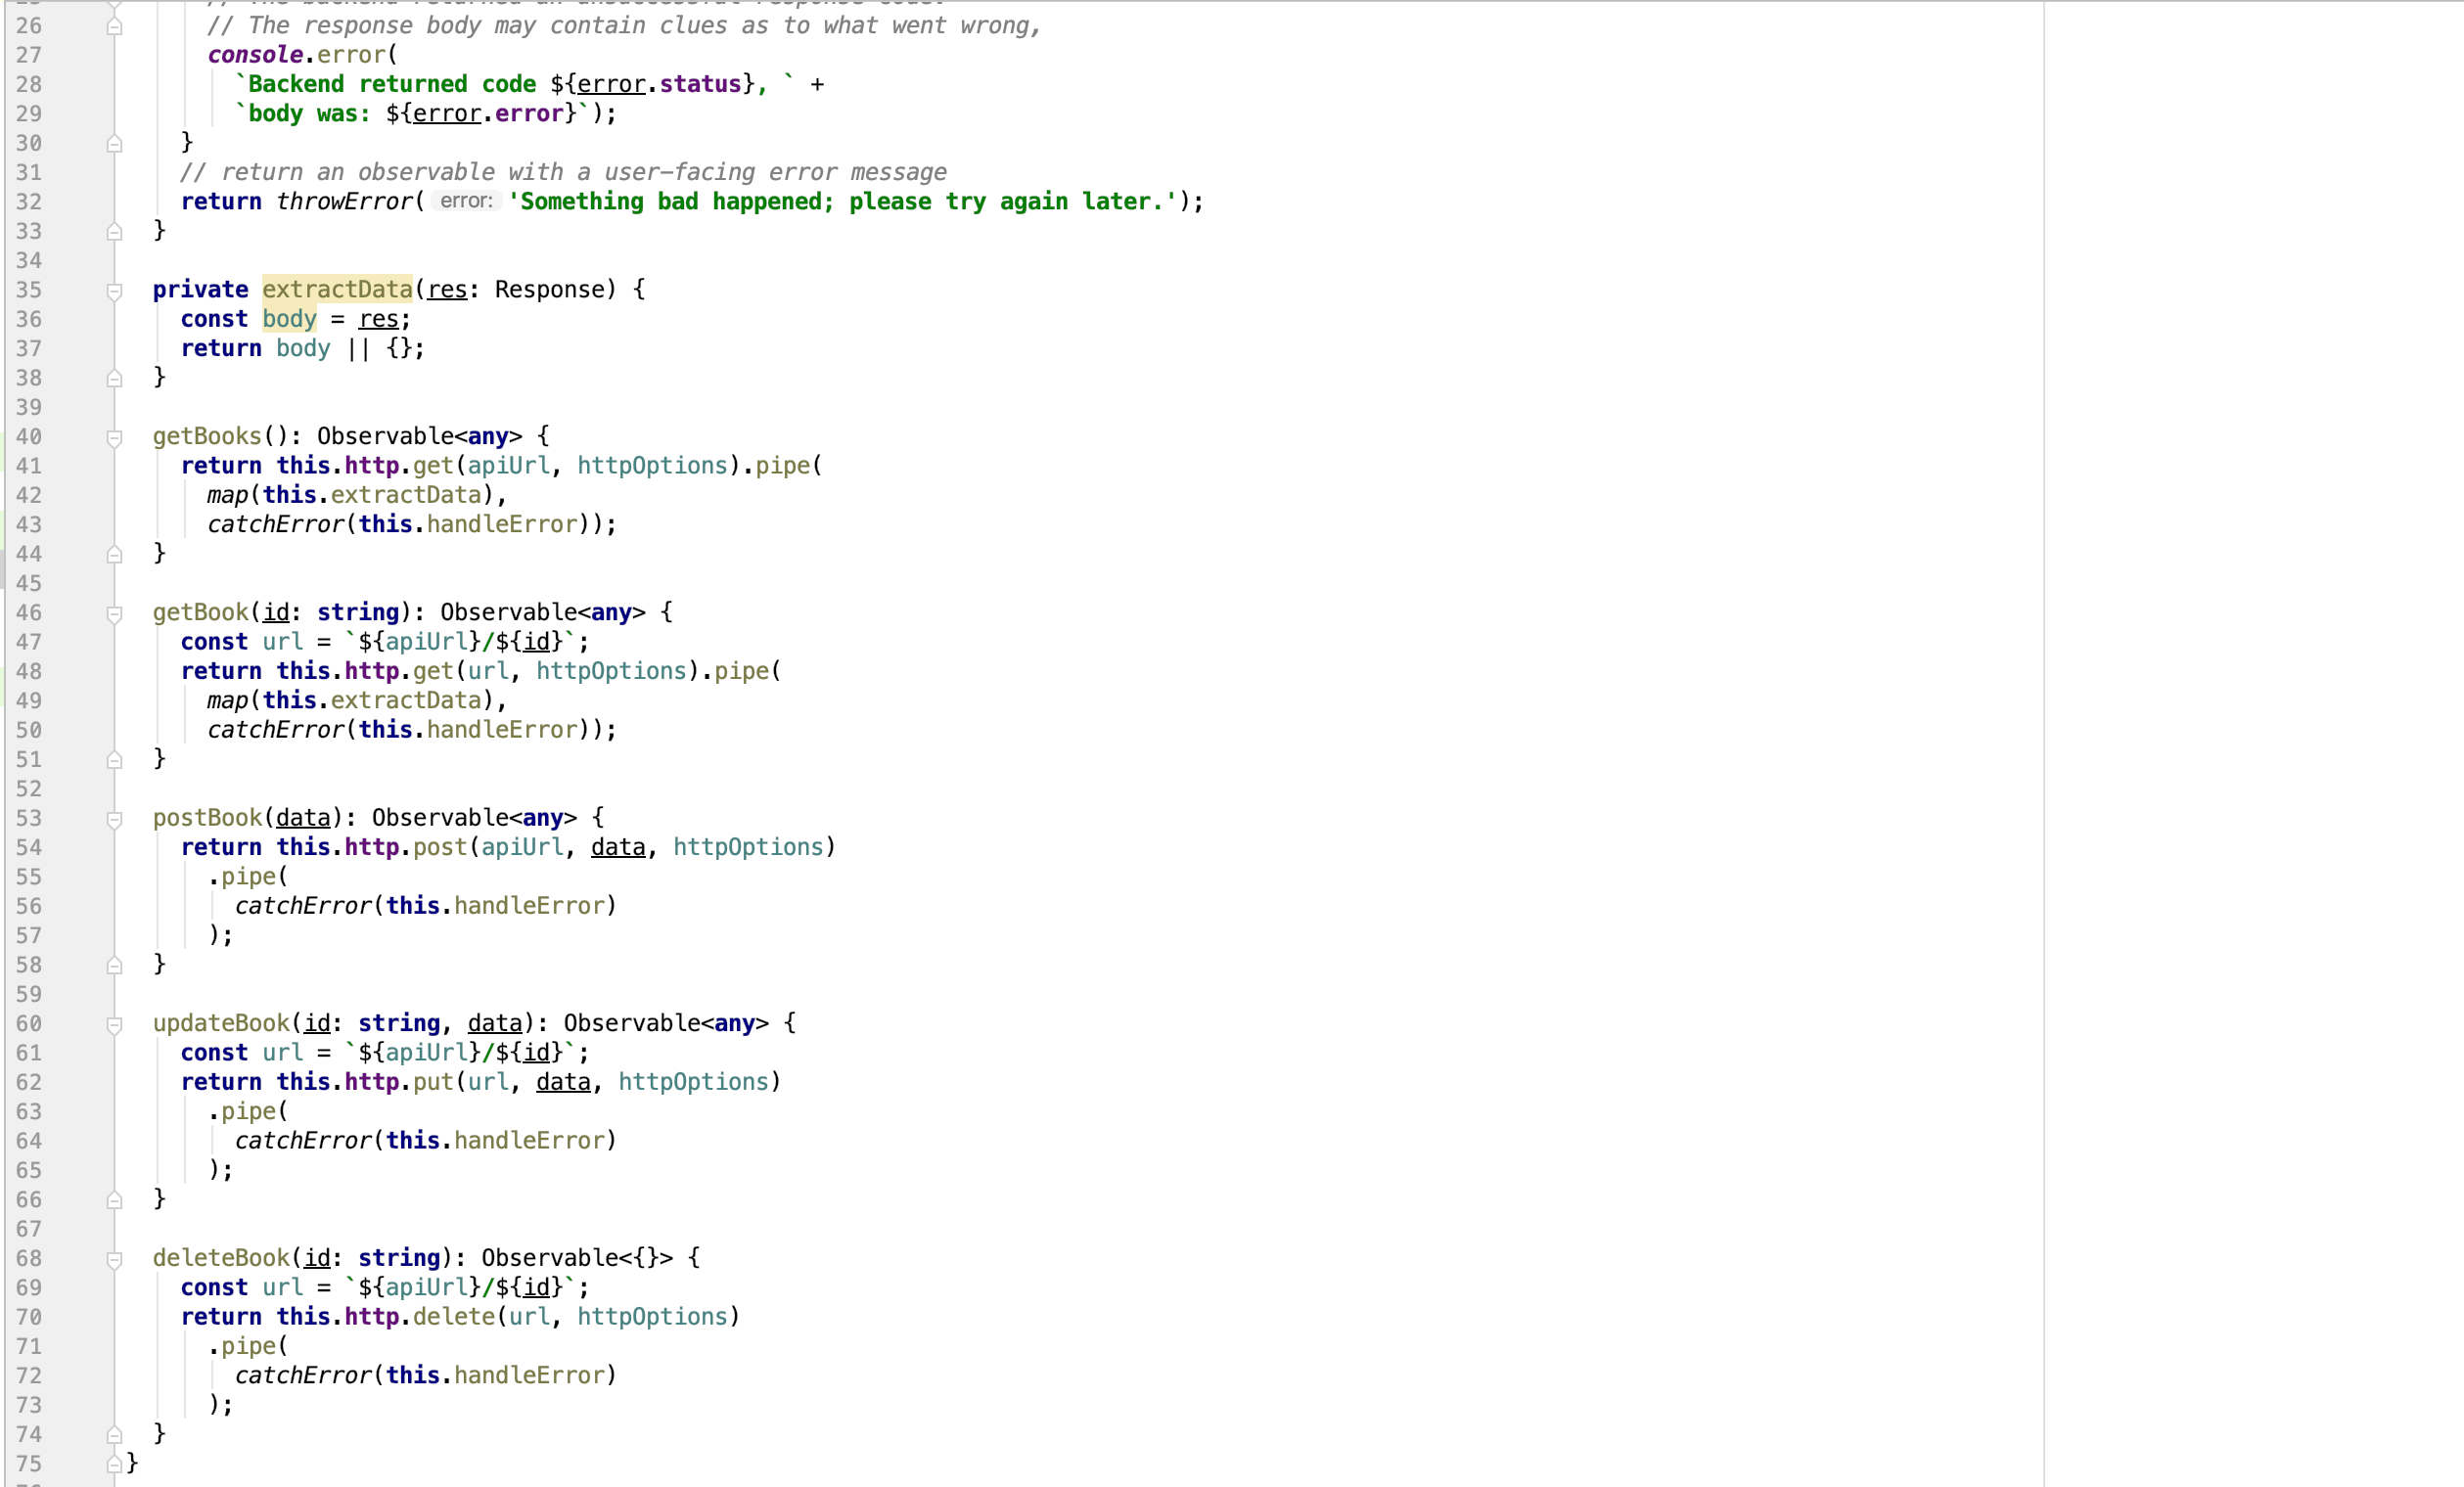 // The backend returned an unsuccessful response code.
26 // The response body may contain clues as to what went wrong,
27 console.error(
28 `Backend returned code ${error.status}, ` +
29 `body was: ${error.error}`);
30 }
31 // return an observable with a user-facing error message
32 return throwError( error: 'Something bad happened; please try again later.');
33 }
34
35 private extractData(res: Response) {
36 const body = res;
37 return body || {};
38 }
39
40 getBooks(): Observable<any> {
41 return this.http.get(apiUrl, httpOptions).pipe(
42 map(this.extractData),
43 catchError(this.handleError));
44 }
45
46 getBook(id: string): Observable<any> {
47 const url = `${apiUrl}/${id}`;
48 return this.http.get(url, httpOptions).pipe(
49 map(this.extractData),
50 catchError(this.handleError));
51 }
52
53 postBook(data): Observable<any> {
54 return this.http.post(apiUrl, data, httpOptions)
55 .pipe(
56 catchError(this.handleError)
57 );
58 }
59
60 updateBook(id: string, data): Observable<any> {
61 const url = `${apiUrl}/${id}`;
62 return this.http.put(url, data, httpOptions)
63 .pipe(
64 catchError(this.handleError)
65 );
66 }
67
68 deleteBook(id: string): Observable<{}> {
69 const url = `${apiUrl}/${id}`;
70 return this.http.delete(url, httpOptions)
71 .pipe(
72 catchError(this.handleError)
73 );
74 }
75 }